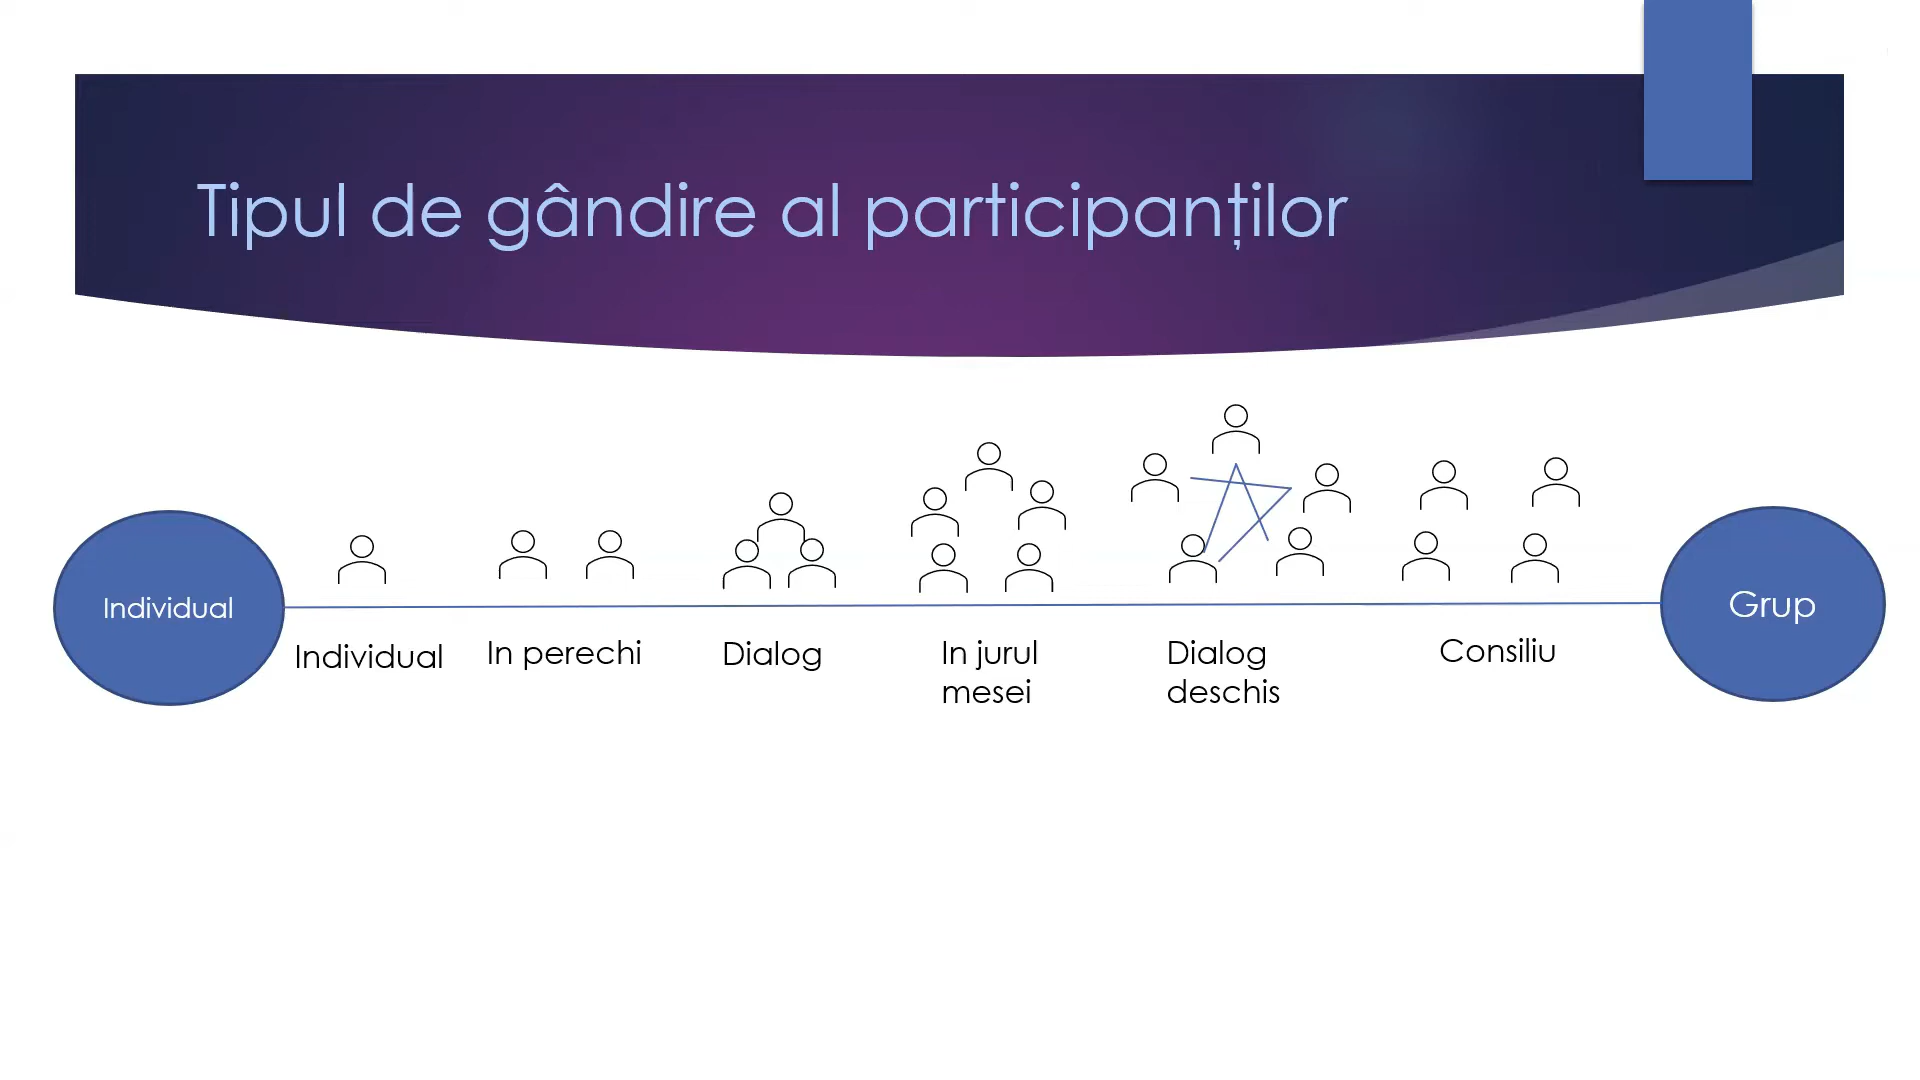 Tipul de gândire al participanților
Individual
Individual
In perechi
Dialog
In jurul
mesei
Dialog
deschis
Consiliu
Grup